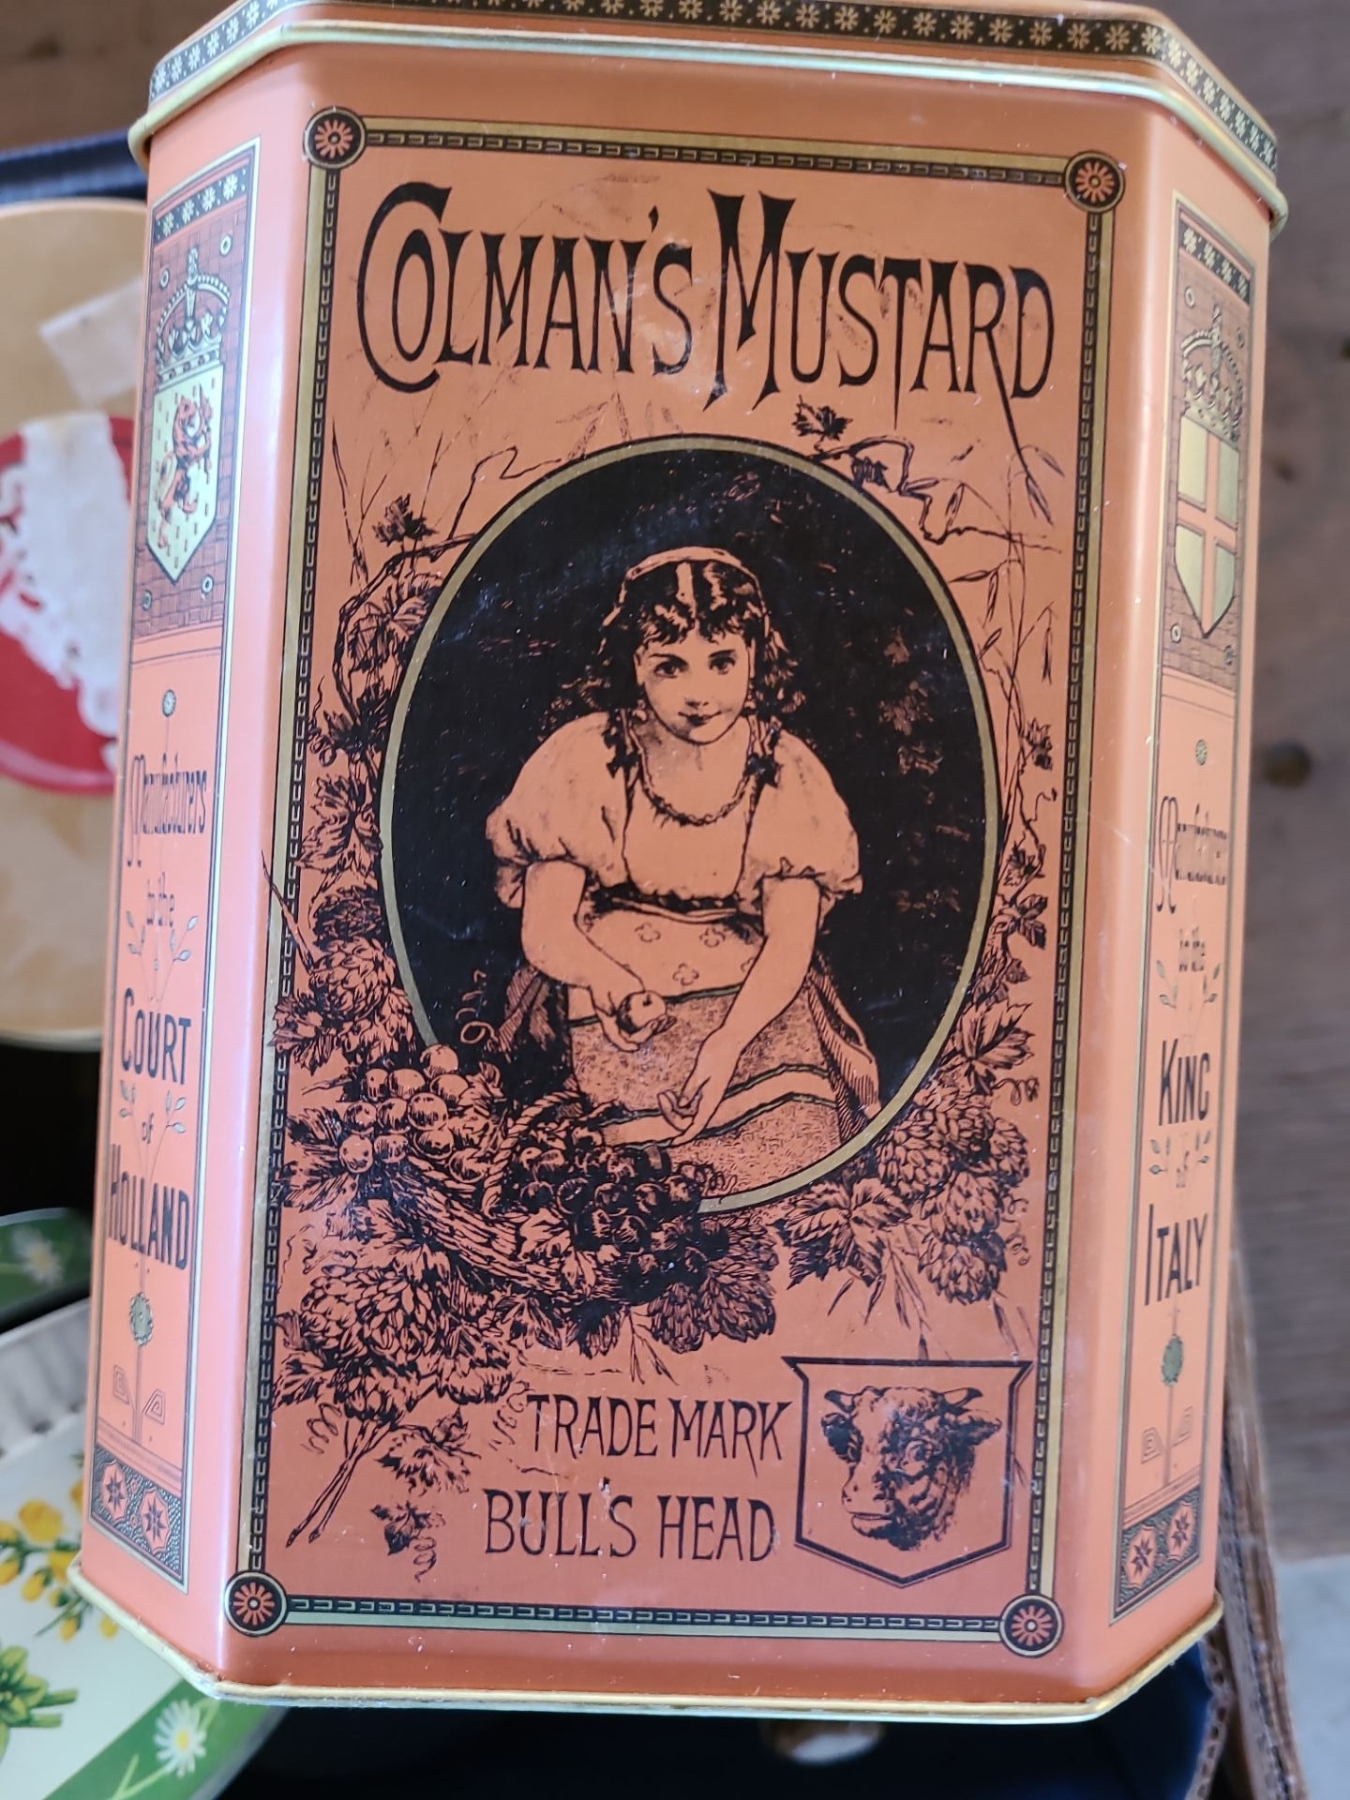 COLMAN'S MUSTARD
TRADE MARK
BULL'S HEAD
Manufacturers
to the
COURT
of
HOLLAND
Manufacturers
to the
KING
of
ITALY